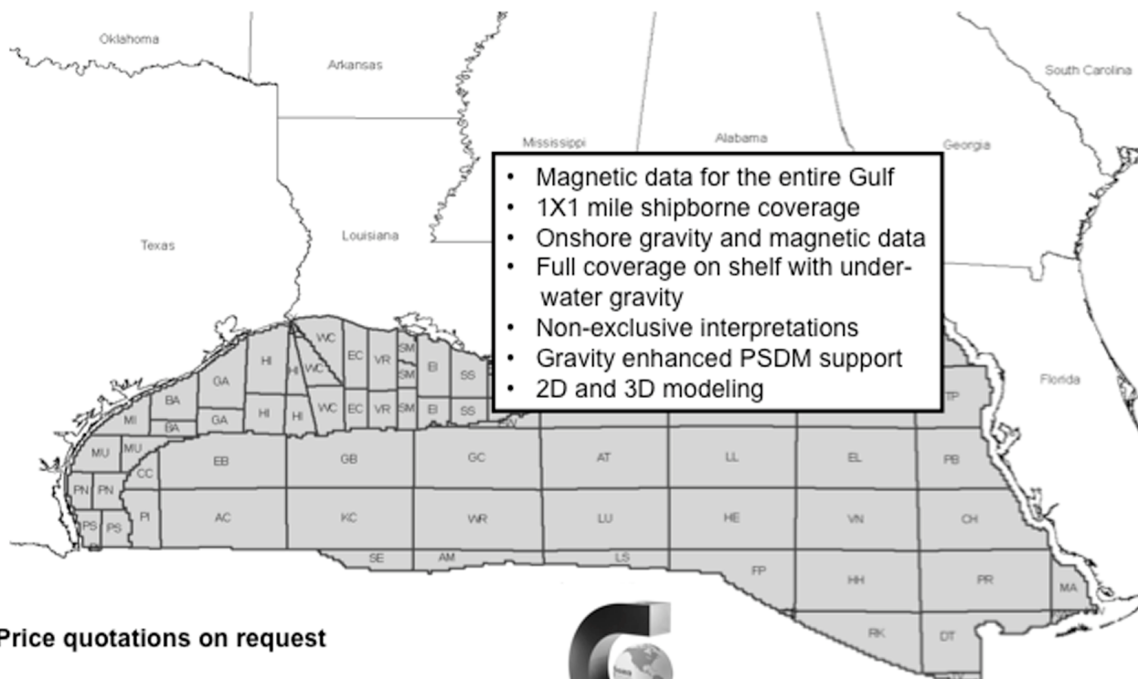 Oklahoma
Arkansas
South Carolina
Mississippi
Alabama
Georgia
Texas
Louisiana
Florida
• Magnetic data for the entire Gulf
• 1X1 mile shipborne coverage
• Onshore gravity and magnetic data
• Full coverage on shelf with under-
water gravity
• Non-exclusive interpretations
• Gravity enhanced PSDM support
• 2D and 3D modeling
WC
HI
HI
WC
EC
VR
SM
SM
EI
SS
GA
BA
MI
BA
GA
HI
HI
WC
EC
VR
SM
EI
SS
TP
MU
MU
CC
EB
GB
GC
AT
LL
EL
PB
PN
PN
PS
PS
PI
AC
KC
WR
LU
HE
VN
CH
SE
AM
LS
FP
HH
PR
MA
RK
DT
Price quotations on request